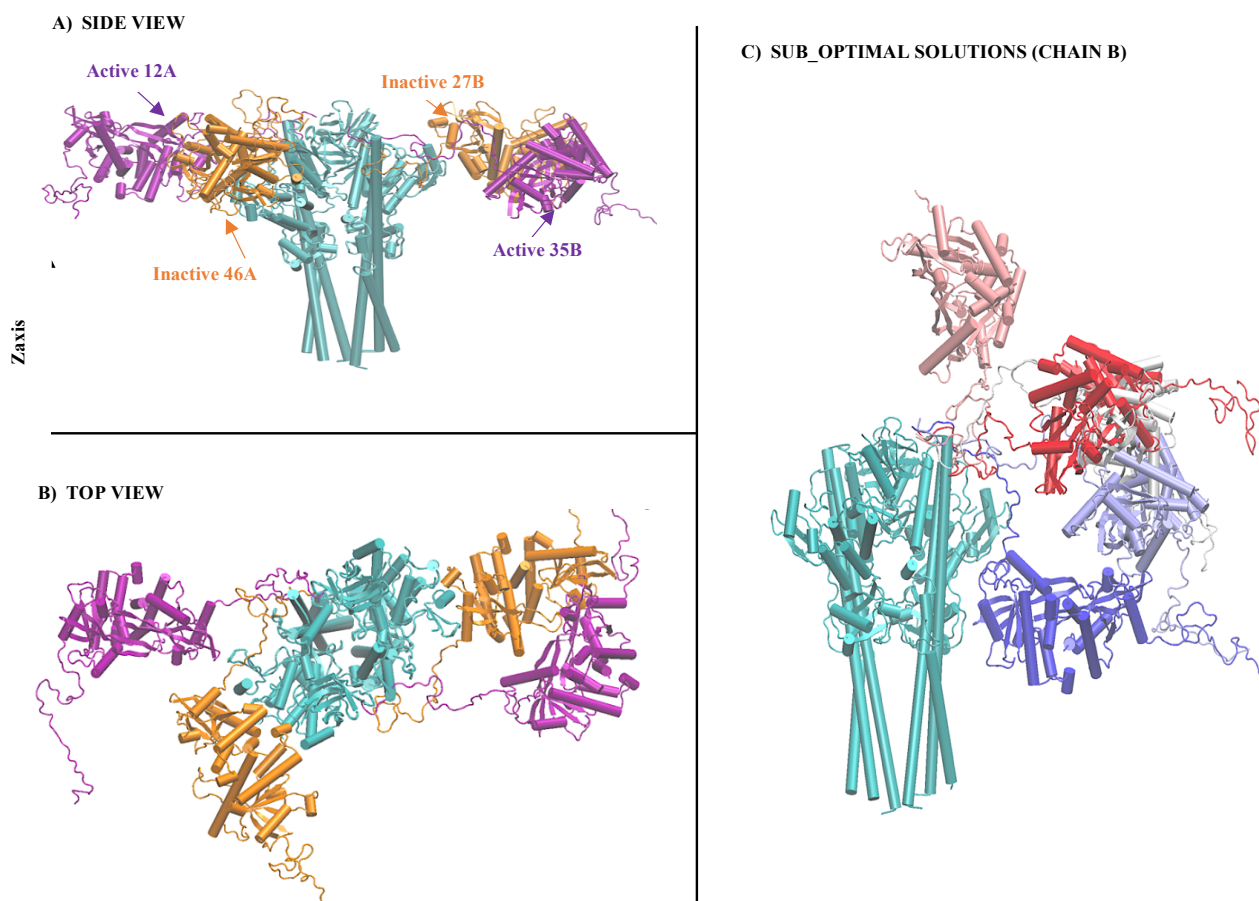 A) SIDE VIEW
Active 12A
Inactive 27B
Inactive 46A
Active 35B
Zaxis
B) TOP VIEW
C) SUB_OPTIMAL SOLUTIONS (CHAIN B)